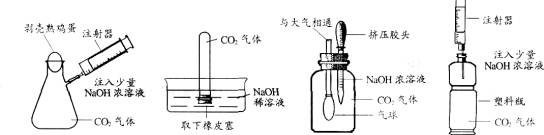 剥壳熟鸡蛋
注射器
注入少量
NaOH浓溶液
CO₂气体
CO₂气体
NaOH
稀溶液
取下橡皮塞
与大气相通
挤压胶头
NaOH浓溶液
CO₂气体
气球
注射器
注入少量
NaOH浓溶液
塑料瓶
CO₂气体